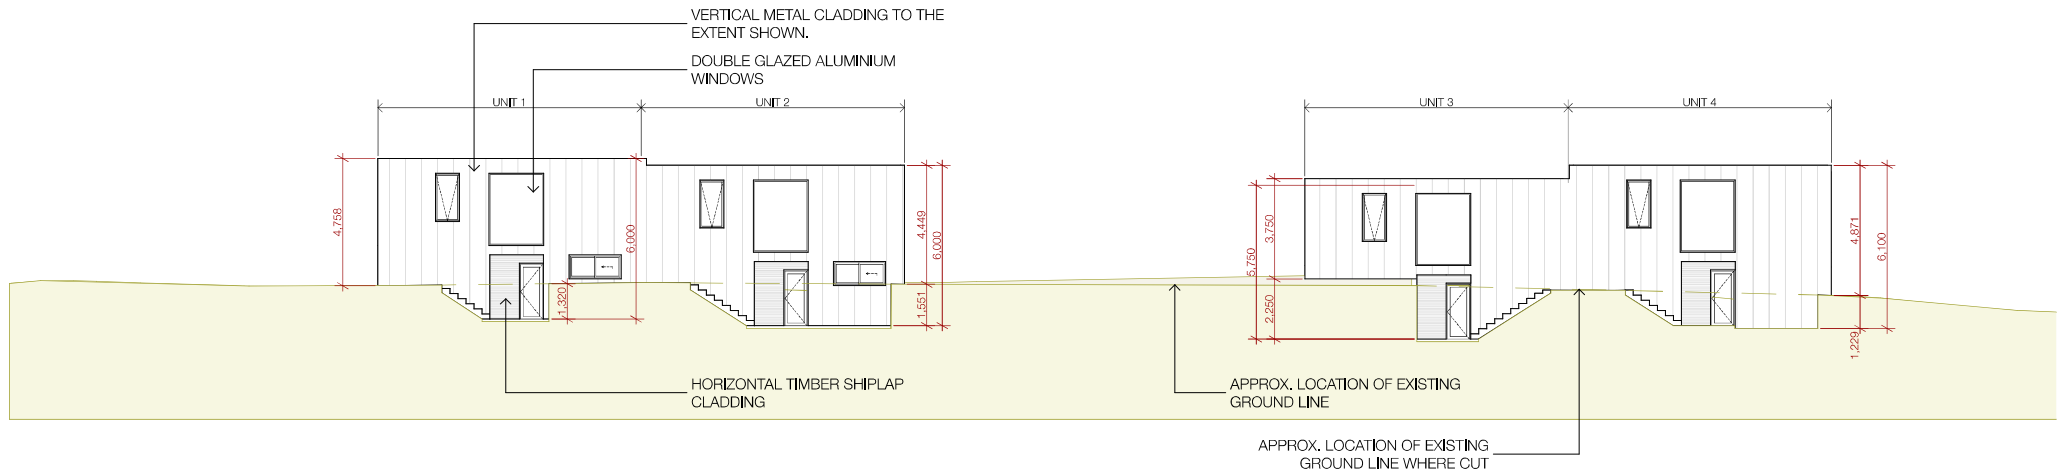 VERTICAL METAL CLADDING TO THE
EXTENT SHOWN.
DOUBLE GLAZED ALUMINIUM
WINDOWS
UNIT 1
UNIT 2
UNIT 3
UNIT 4
4,758
6,000
1,320
4,449
6,000
1,551
5,750
3,750
2,250
4,871
6,100
1,229
HORIZONTAL TIMBER SHIPLAP
CLADDING
APPROX. LOCATION OF EXISTING
GROUND LINE
APPROX. LOCATION OF EXISTING
GROUND LINE WHERE CUT